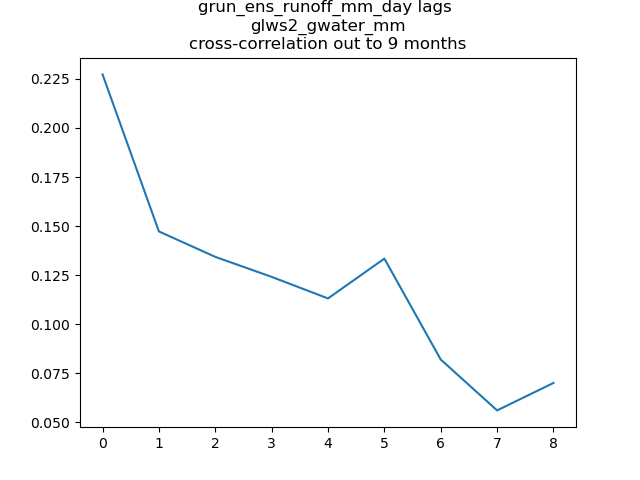 grun_ens_runoff_mm_day lags
glws2_gwater_mm
cross-correlation out to 9 months
0.225
0.200
0.175
0.150
0.125
0.100
0.075
0.050
0 1 2 3 4 5 6 7 8